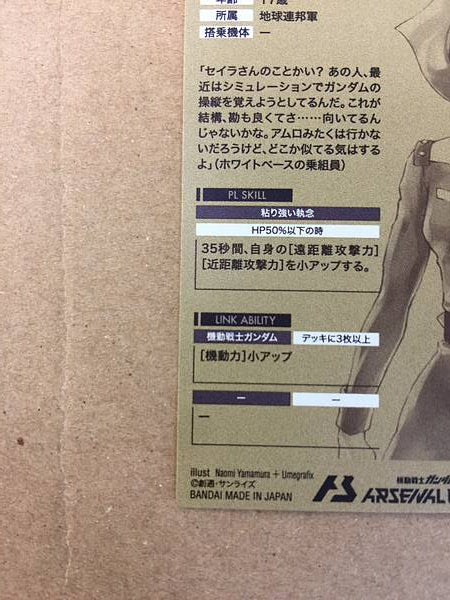 年齢 17歳
所属 地球連邦軍
搭乗機体 ー
「セイラさんのことかい? あの人、最
近はシミュレーションでガンダムの
操縦を覚えようとしてるんだ。これが
結構、勘も良くてさ……向いてるん
じゃないかな。アムロみたくは行かな
いだろうけど、どこか似てる気はする
よ」(ホワイトベースの乗組員)
PL SKILL
粘り強い執念
HP50%以下の時
35秒間、自身の[遠距離攻撃力]
[近距離攻撃力]を小アップする。
LINK ABILITY
機動戦士ガンダム デッキに3枚以上
[機動力]小アップ
ー ー
ー
illust Naomi Yamamura + Umegrafix
©創通・サンライズ
BANDAI MADE IN JAPAN
機動戦士ガンダ
AS ARSENAL